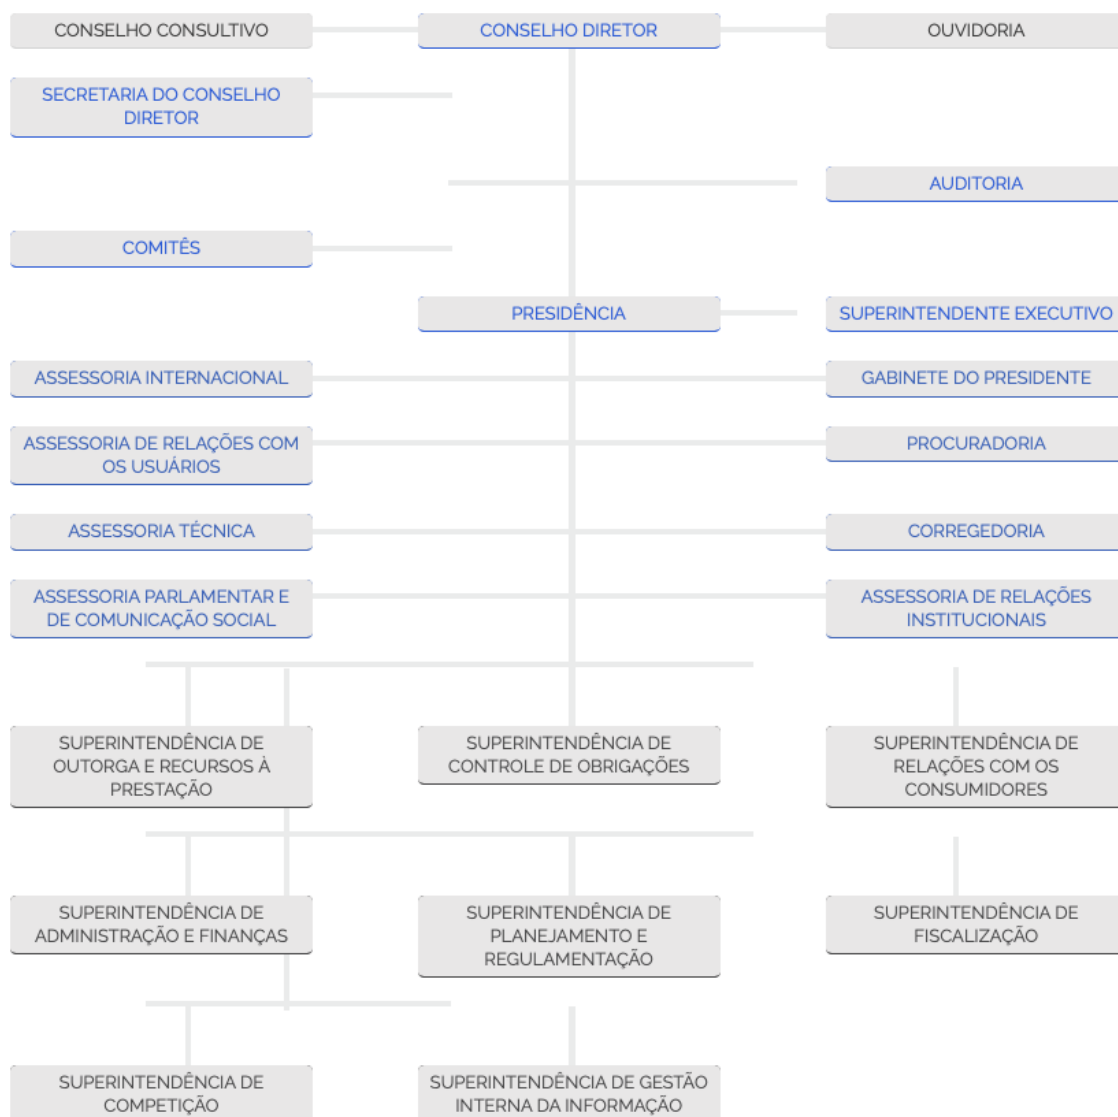 CONSELHO CONSULTIVO
CONSELHO DIRETOR
OUVIDORIA
SECRETARIA DO CONSELHO
DIRETOR
AUDITORIA
COMITÊS
PRESIDÊNCIA
SUPERINTENDENTE EXECUTIVO
ASSESSORIA INTERNACIONAL
GABINETE DO PRESIDENTE
ASSESSORIA DE RELAÇÕES COM
OS USUÁRIOS
PROCURADORIA
ASSESSORIA TÉCNICA
CORREGEDORIA
ASSESSORIA PARLAMENTAR E
DE COMUNICAÇÃO SOCIAL
ASSESSORIA DE RELAÇÕES
INSTITUCIONAIS
SUPERINTENDÊNCIA DE
OUTORGA E RECURSOS À
PRESTAÇÃO
SUPERINTENDÊNCIA DE
CONTROLE DE OBRIGAÇÕES
SUPERINTENDÊNCIA DE
RELAÇÕES COM OS
CONSUMIDORES
SUPERINTENDÊNCIA DE
ADMINISTRAÇÃO E FINANÇAS
SUPERINTENDÊNCIA DE
PLANEJAMENTO E
REGULAMENTAÇÃO
SUPERINTENDÊNCIA DE
FISCALIZAÇÃO
SUPERINTENDÊNCIA DE
COMPETIÇÃO
SUPERINTENDÊNCIA DE GESTÃO
INTERNA DA INFORMAÇÃO